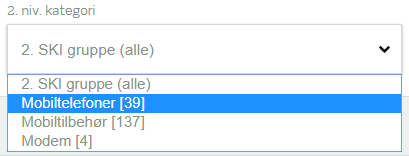 2. niv. kategori
2. SKI gruppe (alle)
2. SKI gruppe (alle)
Mobiltelefoner [39]
Mobiltilbehør [137]
Modem [4]